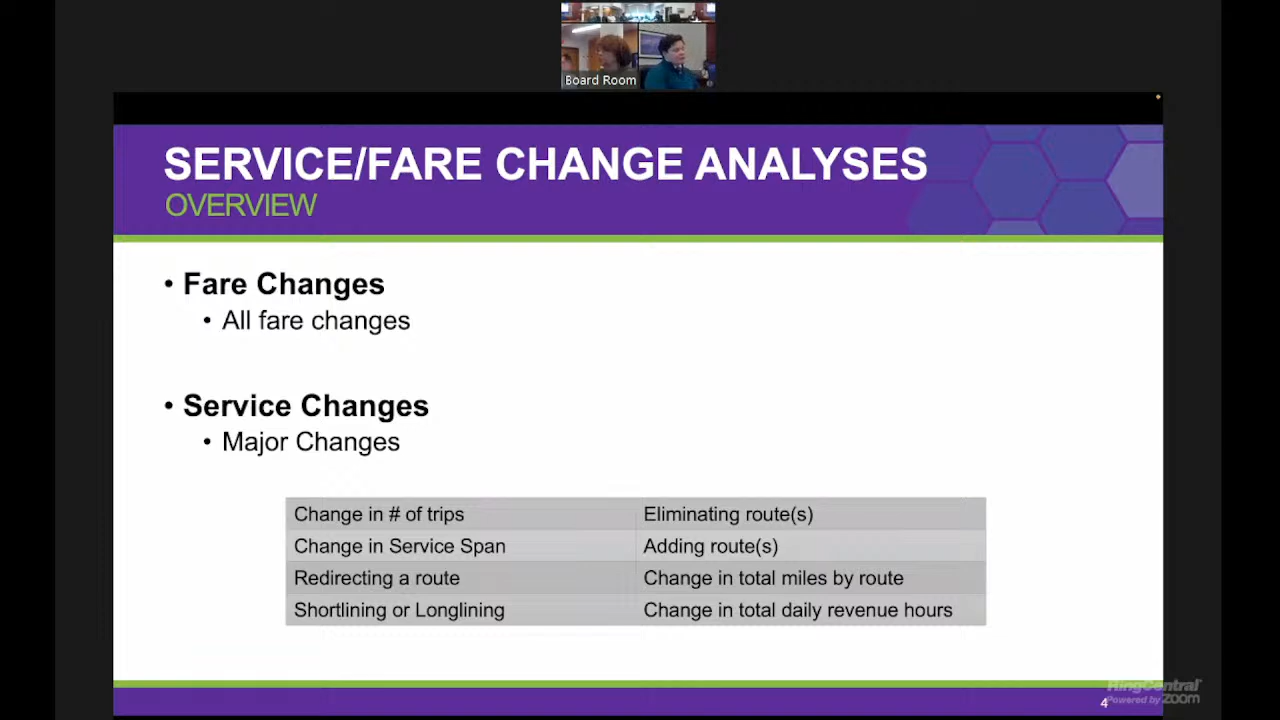 Board Room
SERVICE/FARE CHANGE ANALYSES
OVERVIEW
• Fare Changes
• All fare changes
• Service Changes
• Major Changes
Change in # of trips
Eliminating route(s)
Change in Service Span
Adding route(s)
Redirecting a route
Change in total miles by route
Shortlining or Longlining
Change in total daily revenue hours
RingCentral
4
Powered by zoom